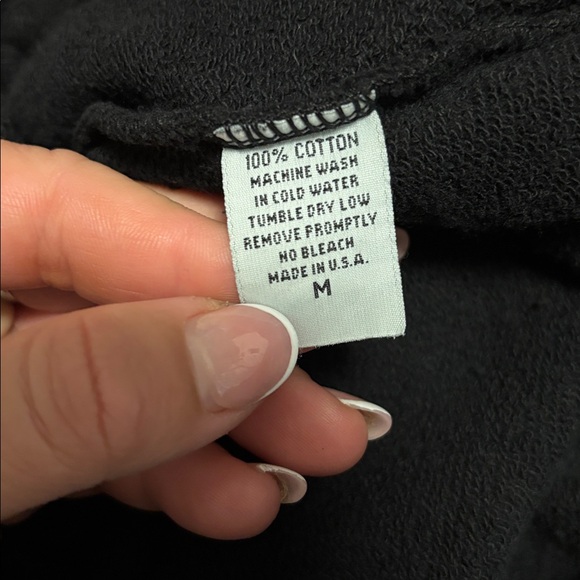 100% COTTON
MACHINE WASH
IN COLD WATER
TUMBLE DRY LOW
REMOVE PROMPTLY
NO BLEACH
MADE IN U.S.A.
M